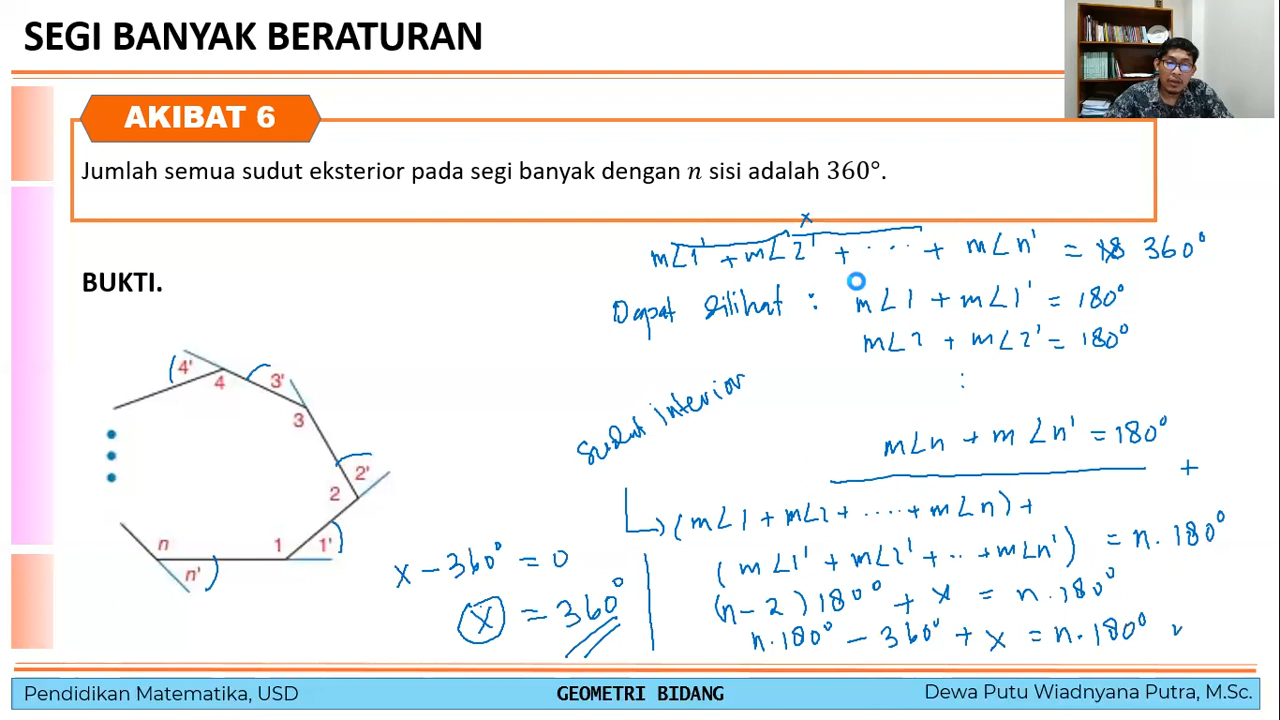 SEGI BANYAK BERATURAN
AKIBAT 6
Jumlah semua sudut eksterior pada segi banyak dengan n sisi adalah 360°.
x
m∠1' + m∠2' + ... + m∠n' = 360°
BUKTI.
Dapat dilihat : m∠1 + m∠1' = 180°
m∠2 + m∠2' = 180°
⋮
m∠n + m∠n' = 180°
+
sudut interior
(m∠1 + m∠2 + .... + m∠n) +
(m∠1' + m∠2' + .. + m∠n') = n.180°
(n-2)180° + x = n.180°
n.180° - 360° + x = n.180°
x - 360° = 0
x = 360°
4'
4
3'
3
2'
2
1
1'
n
n'
Pendidikan Matematika, USD
GEOMETRI BIDANG
Dewa Putu Wiadnyana Putra, M.Sc.